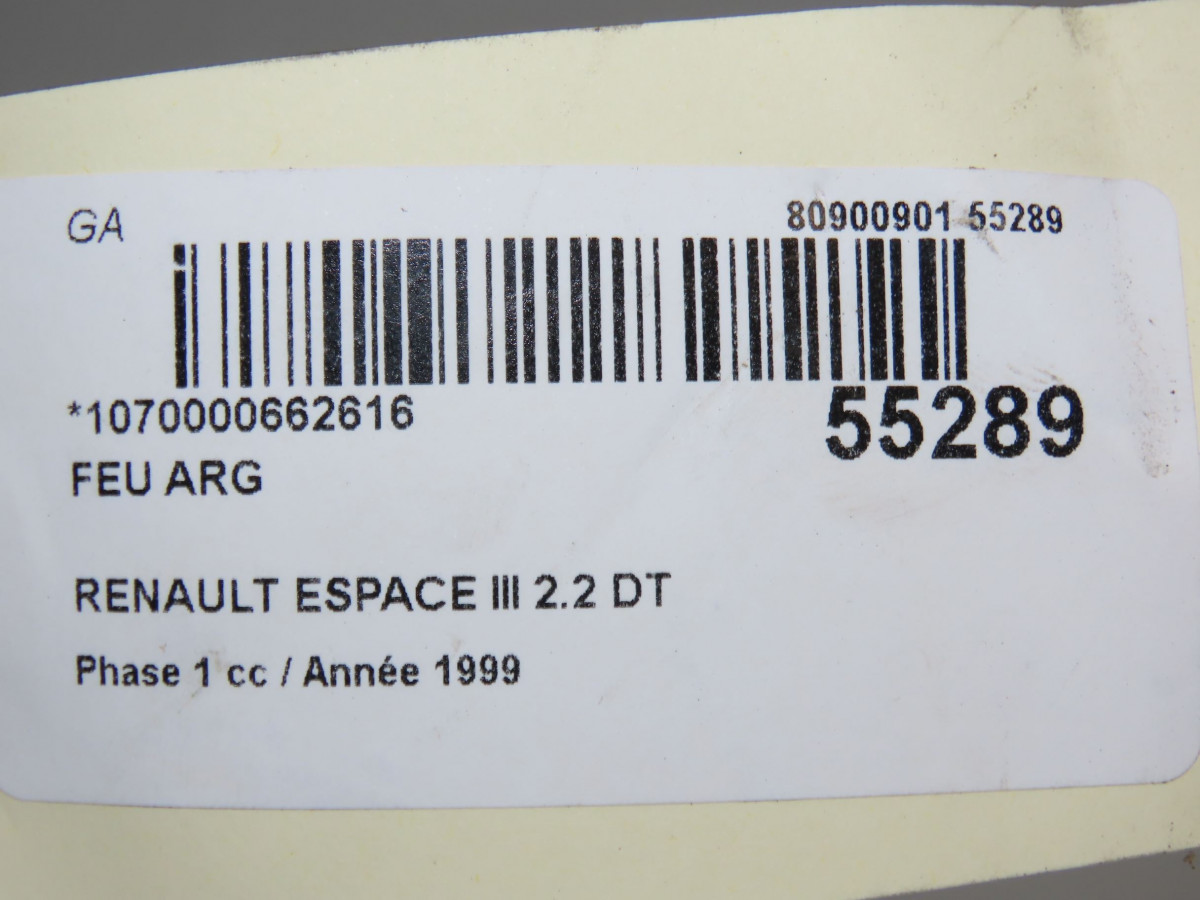 GA
80900901 55289
*1070000662616
55289
FEU ARG
RENAULT ESPACE III 2.2 DT
Phase 1 cc / Année 1999